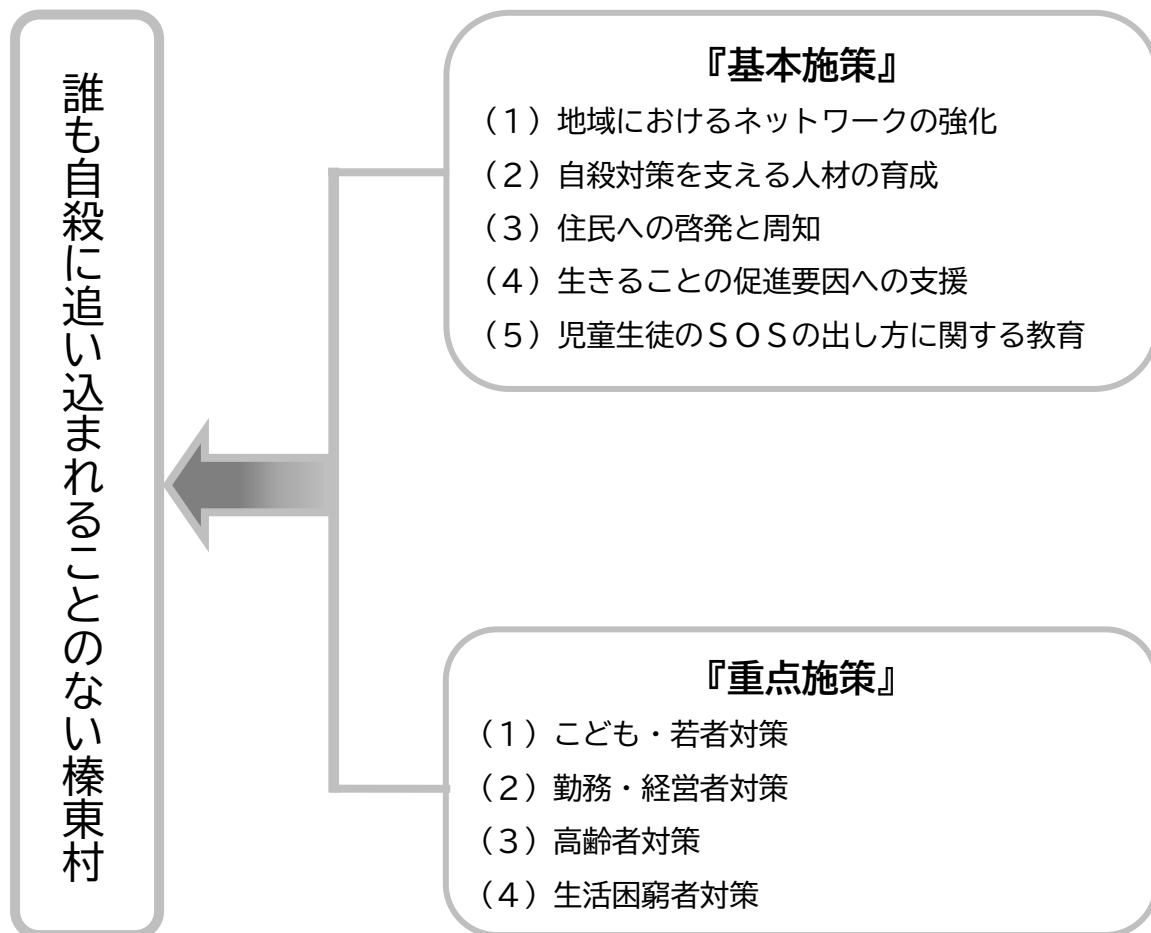 誰も自殺に追い込まれることのない榛東村
『基本施策』
（１）地域におけるネットワークの強化
（２）自殺対策を支える人材の育成
（３）住民への啓発と周知
（４）生きることの促進要因への支援
（５）児童生徒のＳＯＳの出し方に関する教育
『重点施策』
（１）こども・若者対策
（２）勤務・経営者対策
（３）高齢者対策
（４）生活困窮者対策